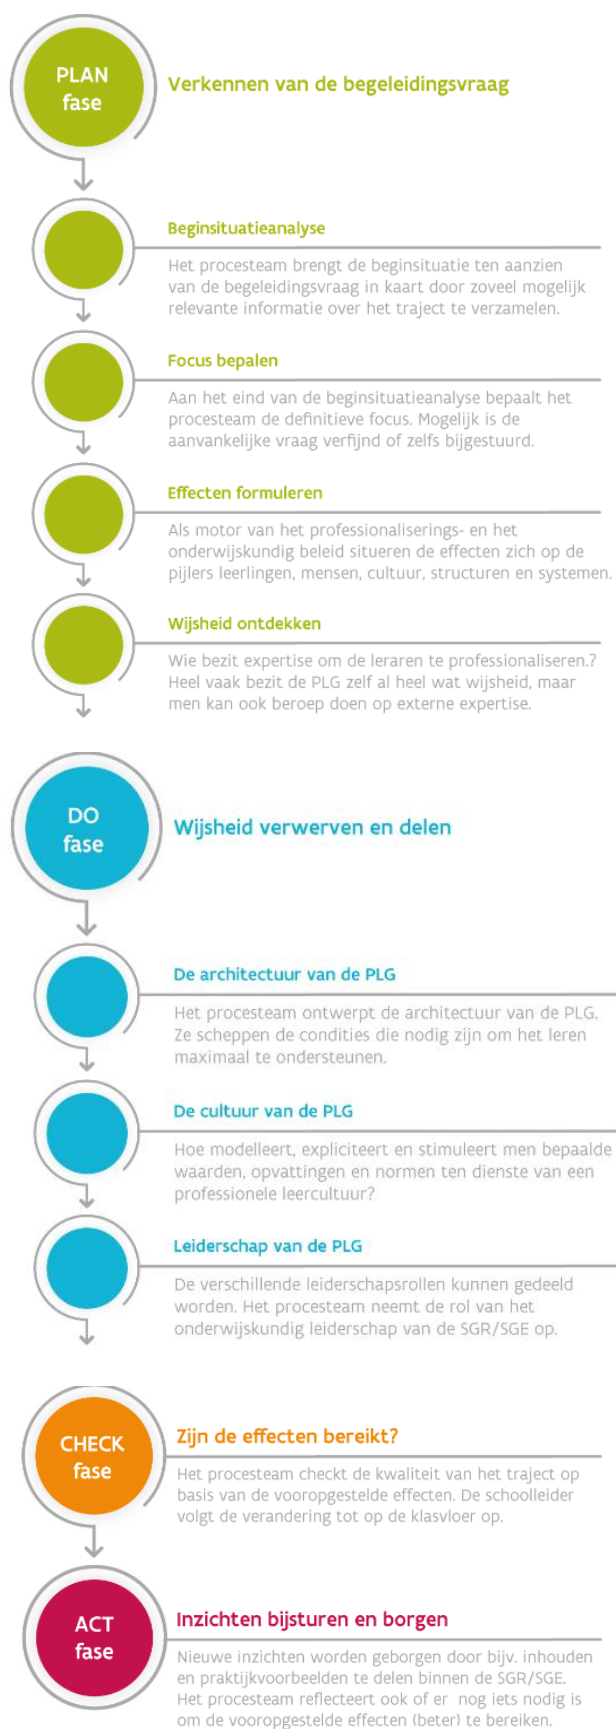 PLAN
fase
Verkennen van de begeleidingsvraag
Beginsituatieanalyse
Het procesteam brengt de beginsituatie ten aanzien
van de begeleidingsvraag in kaart door zoveel mogelijk
relevante informatie over het traject te verzamelen.
Focus bepalen
Aan het eind van de beginsituatieanalyse bepaalt het
procesteam de definitieve focus. Mogelijk is de
aanvankelijke vraag verfijnd of zelfs bijgestuurd.
Effecten formuleren
Als motor van het professionaliserings- en het
onderwijskundig beleid situeren de effecten zich op de
pijlers leerlingen, mensen, cultuur, structuren en systemen.
Wijsheid ontdekken
Wie bezit expertise om de leraren te professionaliseren.?
Heel vaak bezit de PLG zelf al heel wat wijsheid, maar
men kan ook beroep doen op externe expertise.
DO
fase
Wijsheid verwerven en delen
De architectuur van de PLG
Het procesteam ontwerpt de architectuur van de PLG.
Ze scheppen de condities die nodig zijn om het leren
maximaal te ondersteunen.
De cultuur van de PLG
Hoe modelleert, expliciteert en stimuleert men bepaalde
waarden, opvattingen en normen ten dienste van een
professionele leercultuur?
Leiderschap van de PLG
De verschillende leiderschapsrollen kunnen gedeeld
worden. Het procesteam neemt de rol van het
onderwijskundig leiderschap van de SGR/SGE op.
CHECK
fase
Zijn de effecten bereikt?
Het procesteam checkt de kwaliteit van het traject op
basis van de vooropgestelde effecten. De schoolleider
volgt de verandering tot op de klasvloer op.
ACT
fase
Inzichten bijsturen en borgen
Nieuwe inzichten worden geborgen door bijv. inhouden
en praktijkvoorbeelden te delen binnen de SGR/SGE.
Het procesteam reflecteert ook of er nog iets nodig is
om de vooropgestelde effecten (beter) te bereiken.